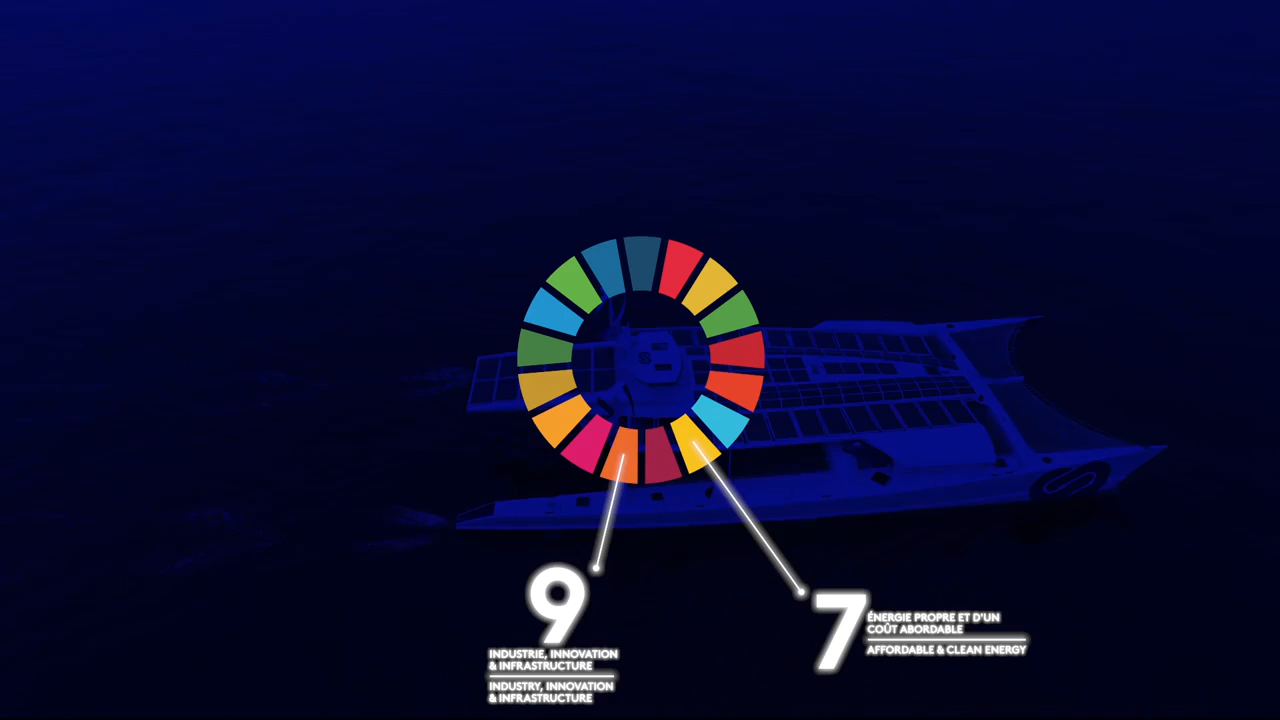 9
INDUSTRIE, INNOVATION
& INFRASTRUCTURE
INDUSTRY, INNOVATION
& INFRASTRUCTURE
7
ÉNERGIE PROPRE ET D'UN
COÛT ABORDABLE
AFFORDABLE & CLEAN ENERGY